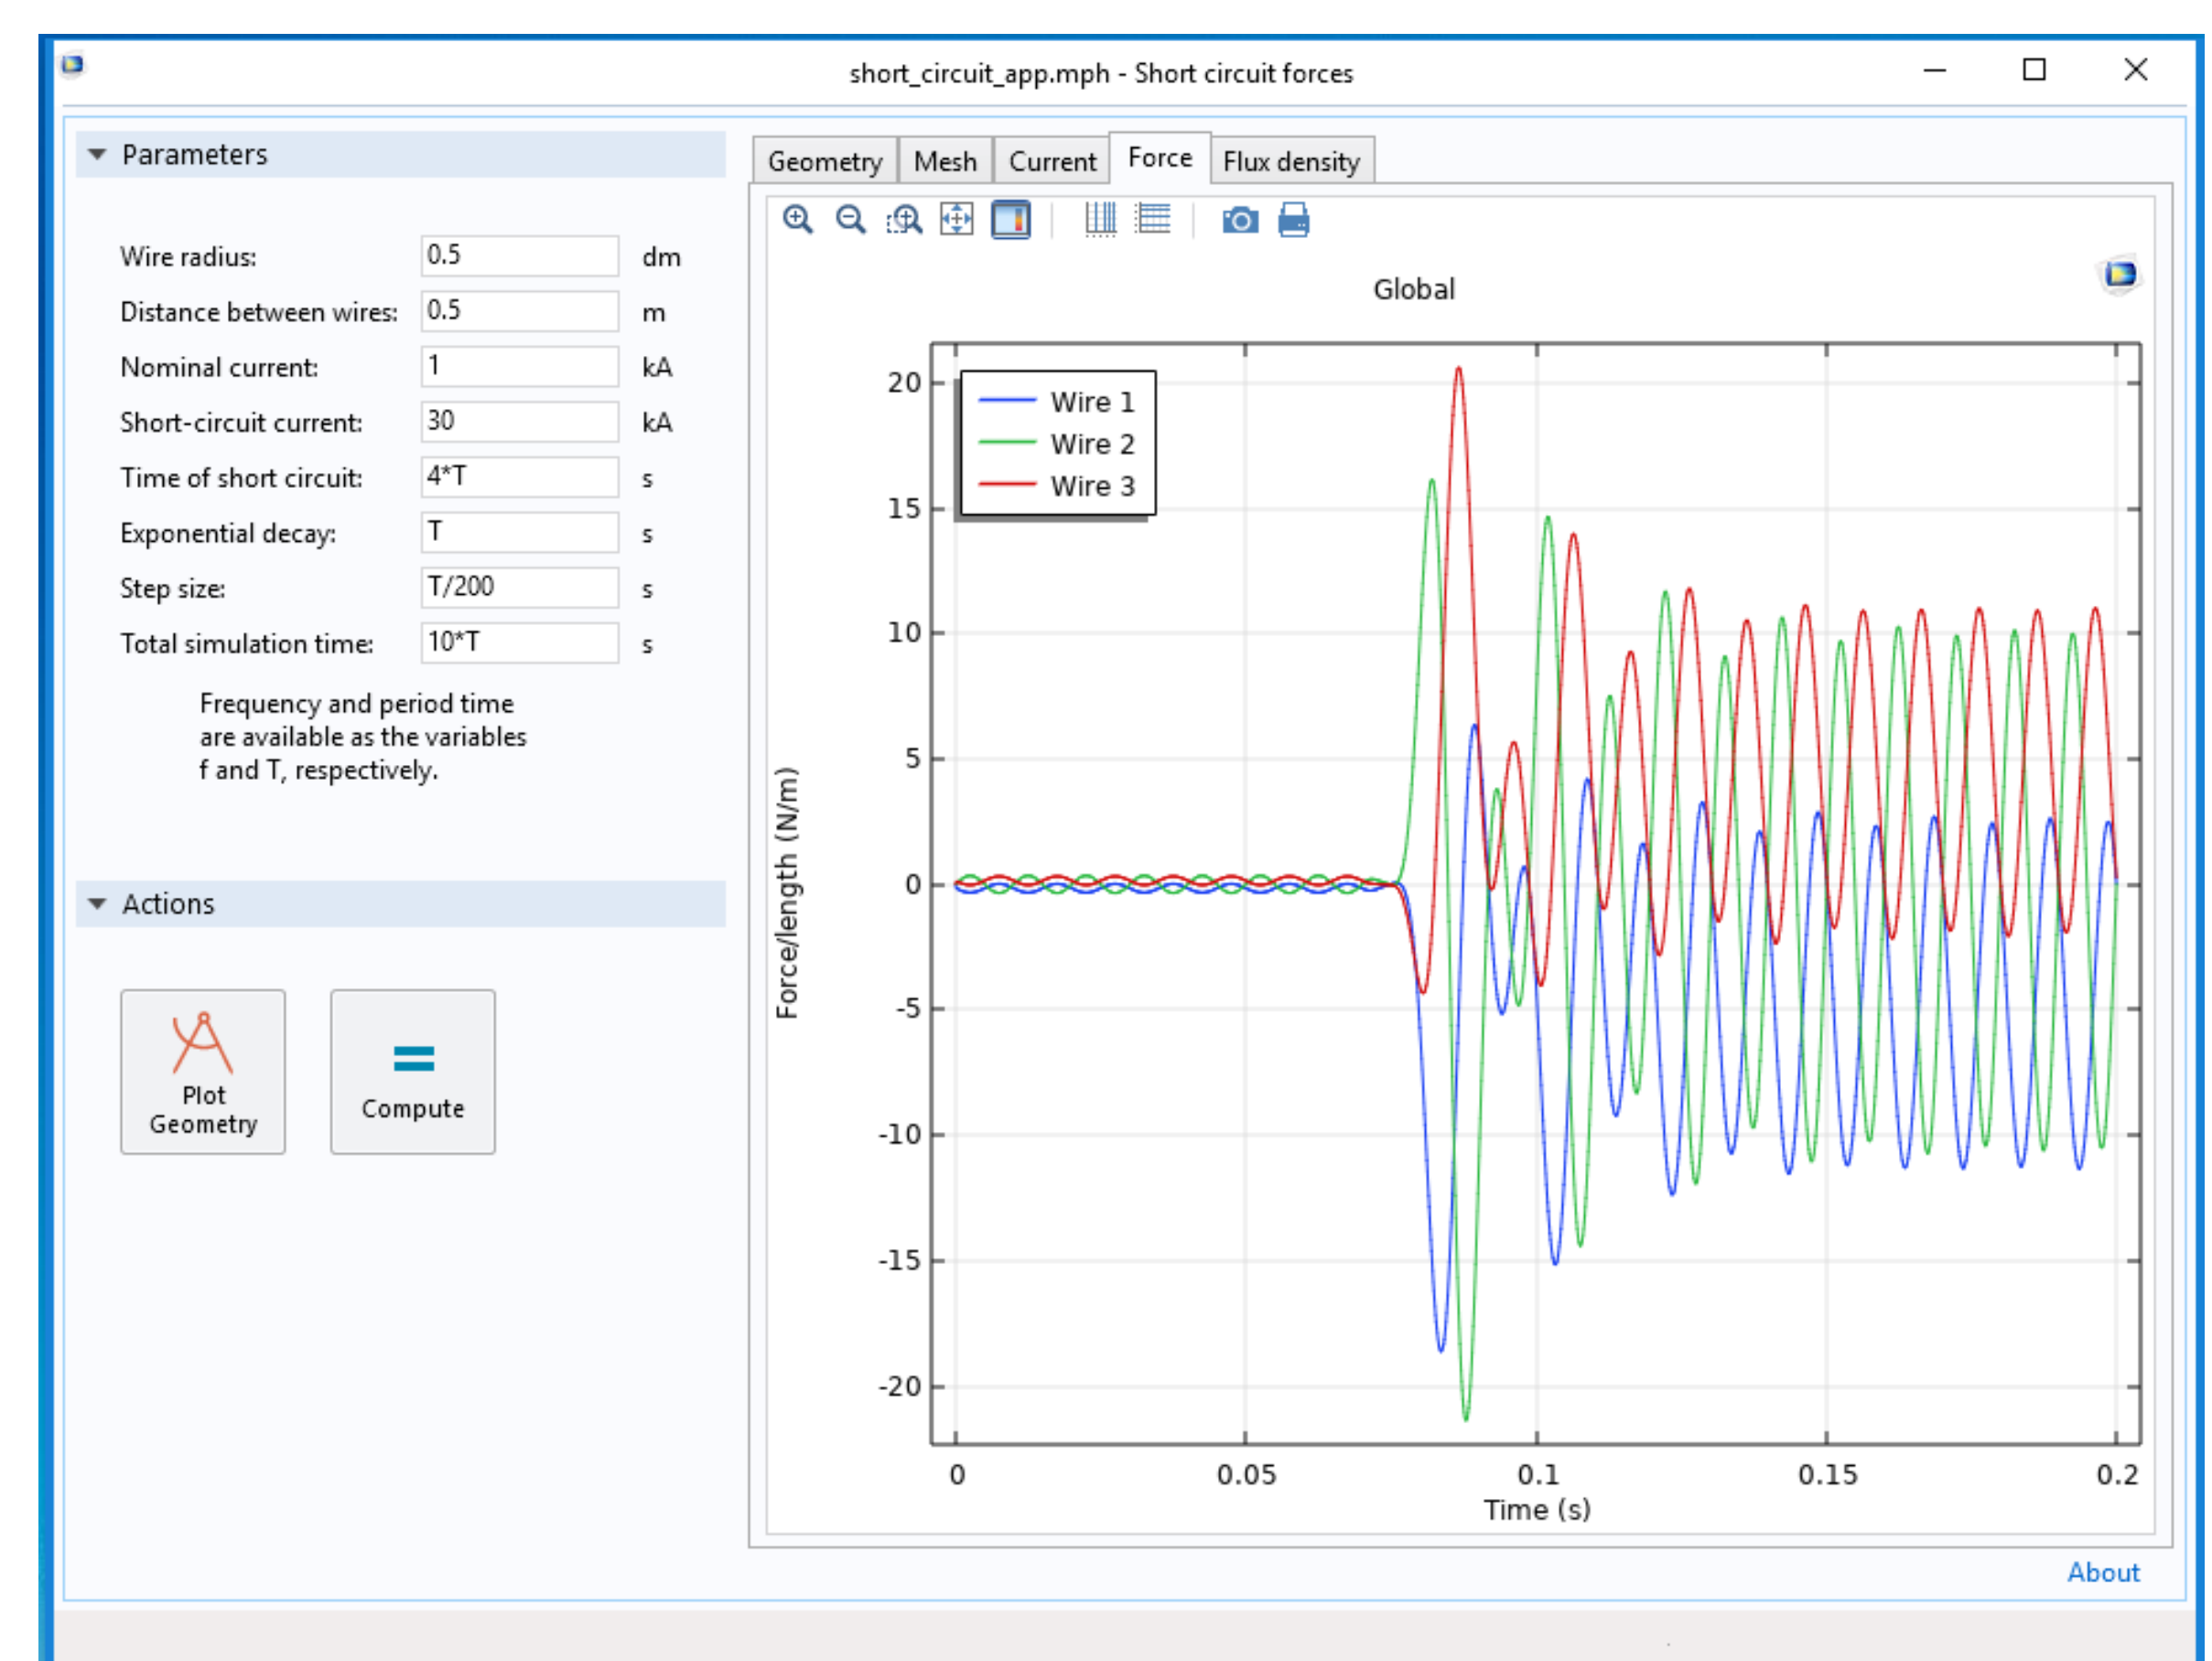 short_circuit_app.mph - Short circuit forces
Parameters
Wire radius: 0.5 dm
Distance between wires: 0.5 m
Nominal current: 1 kA
Short-circuit current: 30 kA
Time of short circuit: 4*T s
Exponential decay: T s
Step size: T/200 s
Total simulation time: 10*T s
Frequency and period time
are available as the variables
f and T, respectively.
Actions
Plot
Geometry
Compute
Geometry Mesh Current Force Flux density
Global
Wire 1
Wire 2
Wire 3
20
15
10
5
0
-5
-10
-15
-20
Force/length (N/m)
0 0.05 0.1 0.15 0.2
Time (s)
About